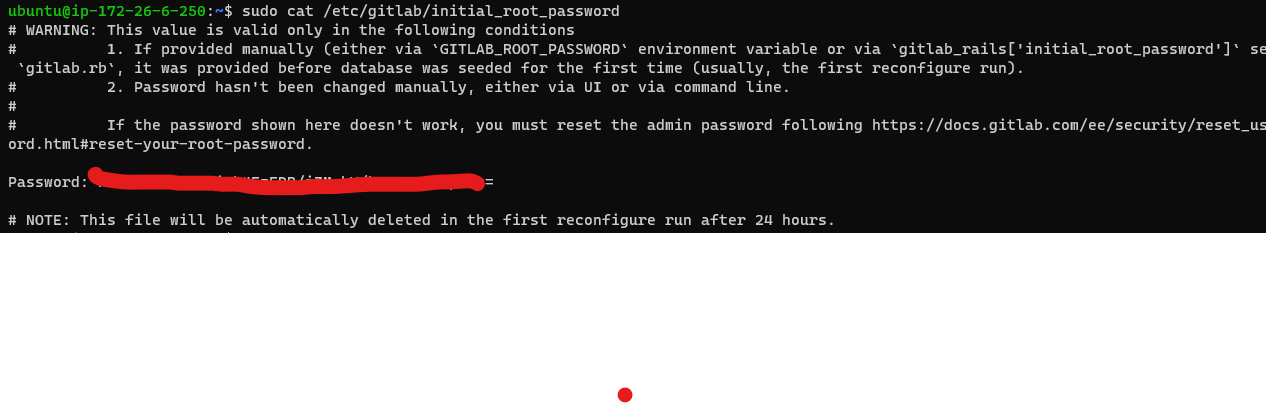 ubuntu@ip-172-26-6-250:~$ sudo cat /etc/gitlab/initial_root_password
# WARNING: This value is valid only in the following conditions
#          1. If provided manually (either via `GITLAB_ROOT_PASSWORD` environment variable or via `gitlab_rails['initial_root_password']` se
`gitlab.rb`, it was provided before database was seeded for the first time (usually, the first reconfigure run).
#          2. Password hasn't been changed manually, either via UI or via command line.
#
#          If the password shown here doesn't work, you must reset the admin password following https://docs.gitlab.com/ee/security/reset_us
ord.html#reset-your-root-password.
Password: =
# NOTE: This file will be automatically deleted in the first reconfigure run after 24 hours.